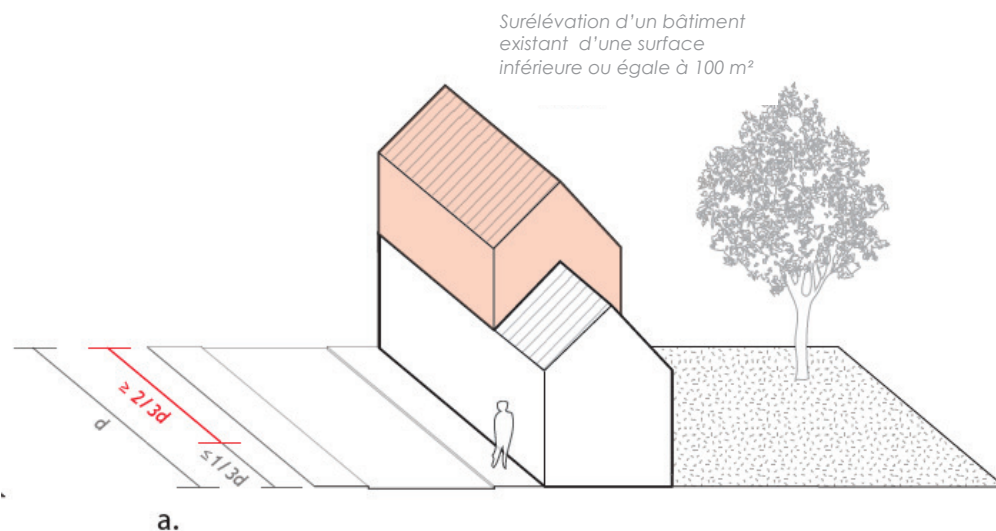 Surélévation d’un bâtiment
existant d’une surface
inférieure ou égale à 100 m²
≥ 2/3d
d
≤1/3d
a.